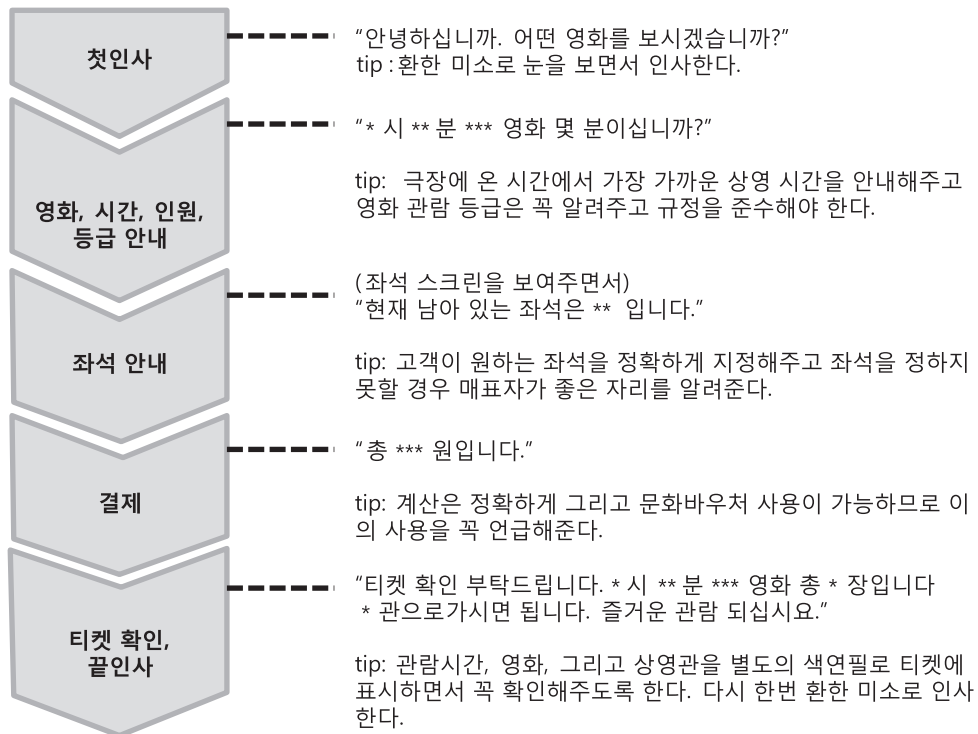 첫인사
“안녕하십니까. 어떤 영화를 보시겠습니까?”
tip : 환한 미소로 눈을 보면서 인사한다.
영화, 시간, 인원,
등급 안내
“* 시 ** 분 *** 영화 몇 분이십니까?”
tip: 극장에 온 시간에서 가장 가까운 상영 시간을 안내해주고
영화 관람 등급은 꼭 알려주고 규정을 준수해야 한다.
좌석 안내
(좌석 스크린을 보여주면서)
“현재 남아 있는 좌석은 ** 입니다.”
tip: 고객이 원하는 좌석을 정확하게 지정해주고 좌석을 정하지
못할 경우 매표자가 좋은 자리를 알려준다.
결제
“총 *** 원입니다.”
tip: 계산은 정확하게 그리고 문화바우처 사용이 가능하므로 이
의 사용을 꼭 언급해준다.
티켓 확인,
끝인사
“티켓 확인 부탁드립니다. * 시 ** 분 *** 영화 총 * 장입니다
* 관으로가시면 됩니다. 즐거운 관람 되십시요.”
tip: 관람시간, 영화, 그리고 상영관을 별도의 색연필로 티켓에
표시하면서 꼭 확인해주도록 한다. 다시 한번 환한 미소로 인사
한다.